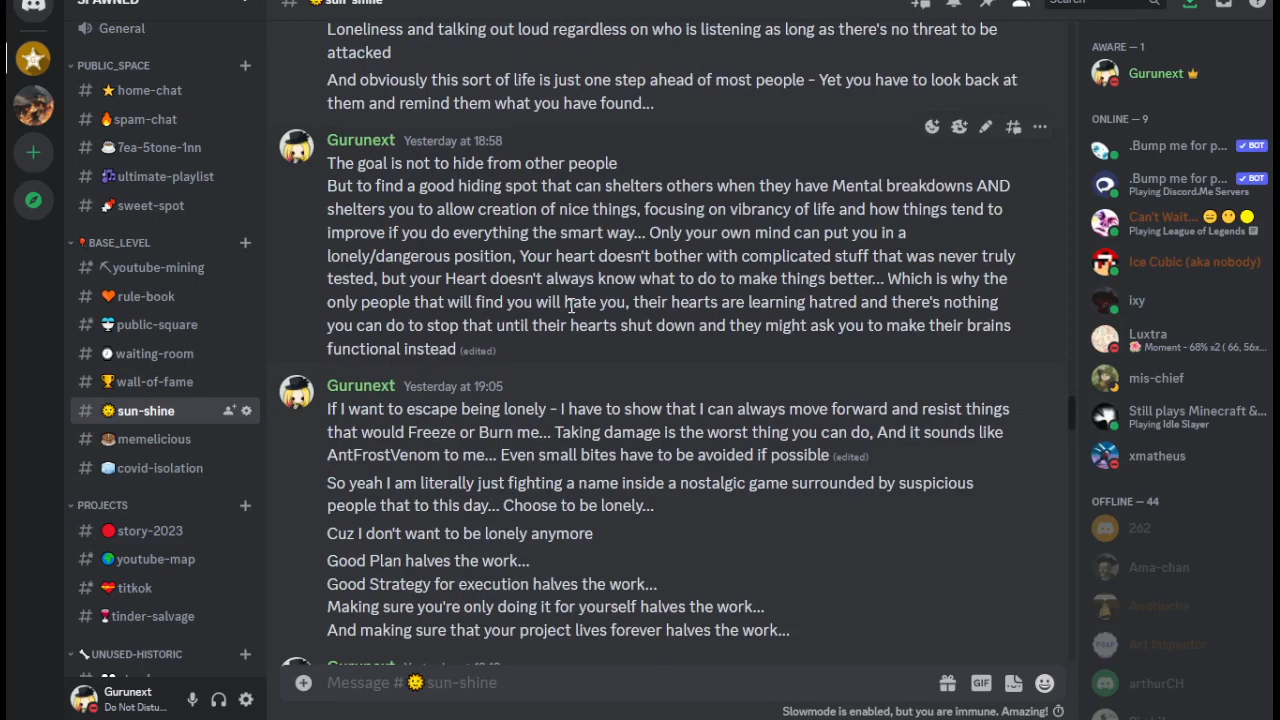 SPAWNED
# sun-shine
Search
General
PUBLIC_SPACE
home-chat
spam-chat
7ea-5tone-1nn
ultimate-playlist
sweet-spot
BASE_LEVEL
youtube-mining
rule-book
public-square
waiting-room
wall-of-fame
sun-shine
memelicious
covid-isolation
PROJECTS
story-2023
youtube-map
titkok
tinder-salvage
UNUSED-HISTORIC
Gurunext
Do Not Distu...
Loneliness and talking out loud regardless on who is listening as long as there's no threat to be
attacked
And obviously this sort of life is just one step ahead of most people - Yet you have to look back at
them and remind them what you have found...
Gurunext Yesterday at 18:58
The goal is not to hide from other people
But to find a good hiding spot that can shelters others when they have Mental breakdowns AND
shelters you to allow creation of nice things, focusing on vibrancy of life and how things tend to
improve if you do everything the smart way... Only your own mind can put you in a
lonely/dangerous position, Your heart doesn't bother with complicated stuff that was never truly
tested, but your Heart doesn't always know what to do to make things better... Which is why the
only people that will find you will hate you, their hearts are learning hatred and there's nothing
you can do to stop that until their hearts shut down and they might ask you to make their brains
functional instead (edited)
Gurunext Yesterday at 19:05
If I want to escape being lonely - I have to show that I can always move forward and resist things
that would Freeze or Burn me... Taking damage is the worst thing you can do, And it sounds like
AntFrostVenom to me... Even small bites have to be avoided if possible (edited)
So yeah I am literally just fighting a name inside a nostalgic game surrounded by suspicious
people that to this day... Choose to be lonely...
Cuz I don't want to be lonely anymore
Good Plan halves the work...
Good Strategy for execution halves the work...
Making sure you're only doing it for yourself halves the work...
And making sure that your project lives forever halves the work...
Message # sun-shine
GIF
Slowmode is enabled, but you are immune. Amazing!
AWARE — 1
Gurunext
ONLINE — 9
.Bump me for p... BOT
.Bump me for p... BOT
Playing Discord.Me Servers
Can't Wait...
Playing League of Legends
Ice Cubic (aka nobody)
ixy
Luxtra
Moment - 68% x2 ( 66, 56x...
mis-chief
Still plays Minecraft &...
Playing Idle Slayer
xmatheus
OFFLINE — 44
262
Ama-chan
Andriucha
Art Inspector
arthurCH